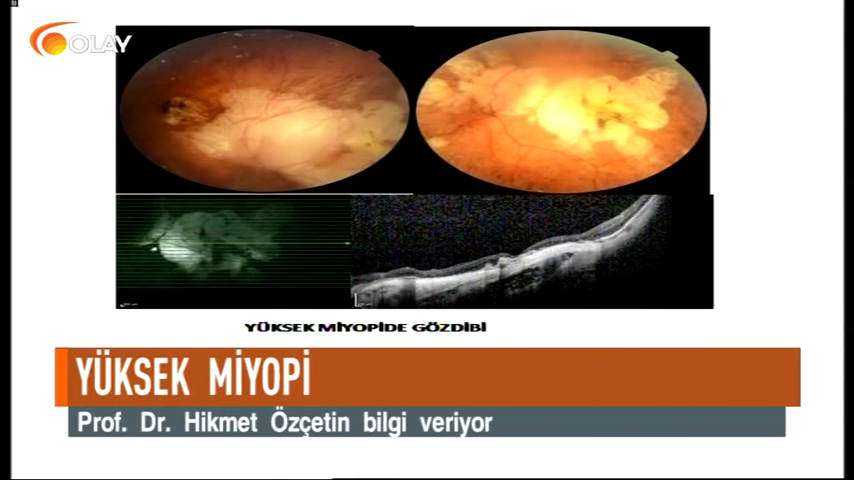 OLAY
YÜKSEK MİYOPİDE GÖZDİBİ
YÜKSEK MİYOPİ
Prof. Dr. Hikmet Özçetin bilgi veriyor